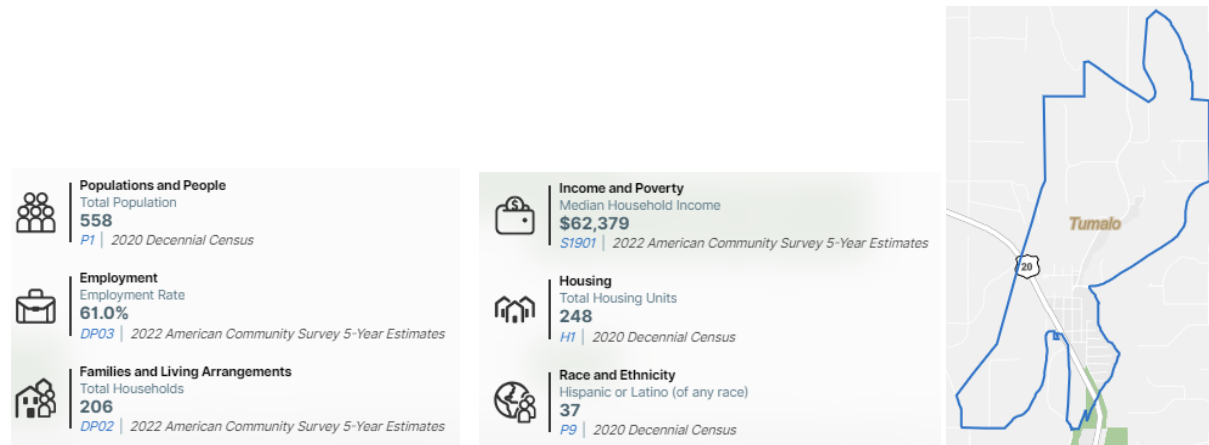 Populations and People
Total Population
558
P1 | 2020 Decennial Census
Employment
Employment Rate
61.0%
DP03 | 2022 American Community Survey 5-Year Estimates
Families and Living Arrangements
Total Households
206
DP02 | 2022 American Community Survey 5-Year Estimates
Income and Poverty
Median Household Income
$62,379
S1901 | 2022 American Community Survey 5-Year Estimates
Housing
Total Housing Units
248
H1 | 2020 Decennial Census
Race and Ethnicity
Hispanic or Latino (of any race)
37
P9 | 2020 Decennial Census
Tumalo
20